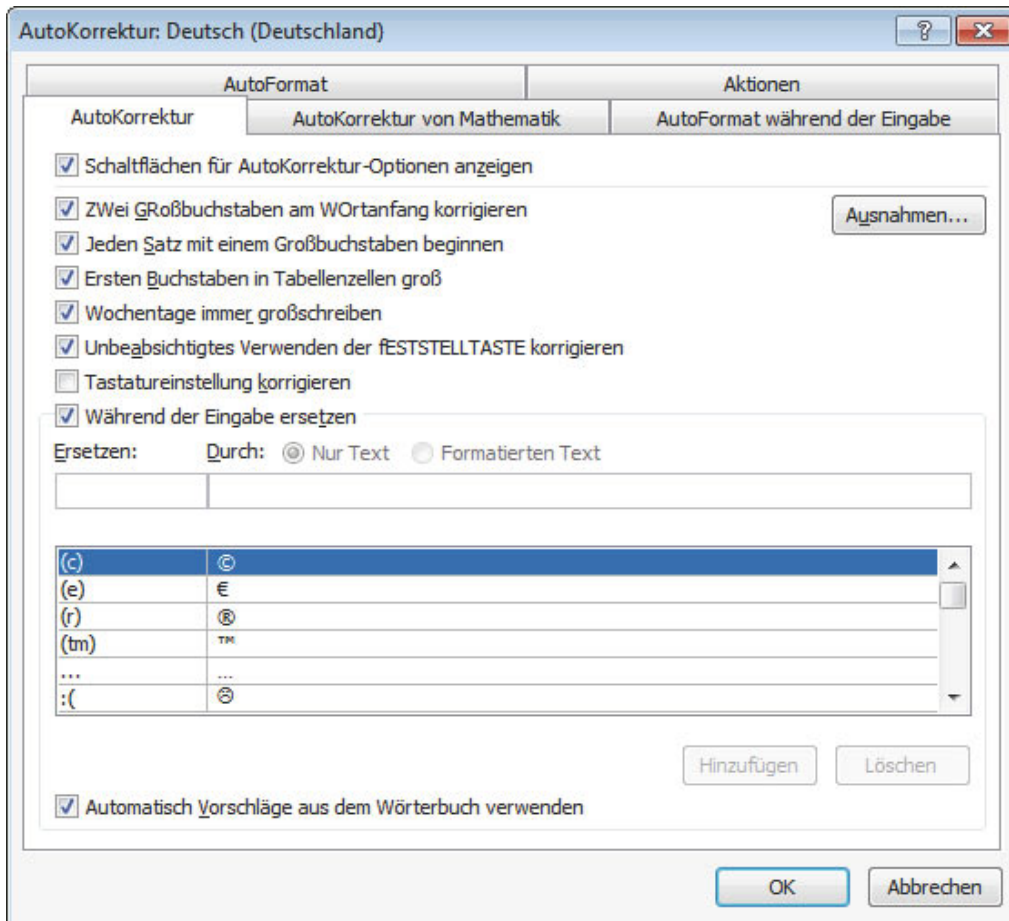 AutoKorrektur: Deutsch (Deutschland)
AutoFormat Aktionen
AutoKorrektur AutoKorrektur von Mathematik AutoFormat während der Eingabe
Schaltflächen für AutoKorrektur-Optionen anzeigen
ZWei GRoßbuchstaben am WOrtanfang korrigieren Ausnahmen...
Jeden Satz mit einem Großbuchstaben beginnen
Ersten Buchstaben in Tabellenzellen groß
Wochentage immer großschreiben
Unbeabsichtigtes Verwenden der fESTSTELLTASTE korrigieren
Tastatureinstellung korrigieren
Während der Eingabe ersetzen
Ersetzen: Durch: Nur Text Formatierten Text
(c) ©
(e) €
(r) ®
(tm) ™
... …
:( ☹
Hinzufügen Löschen
Automatisch Vorschläge aus dem Wörterbuch verwenden
OK Abbrechen